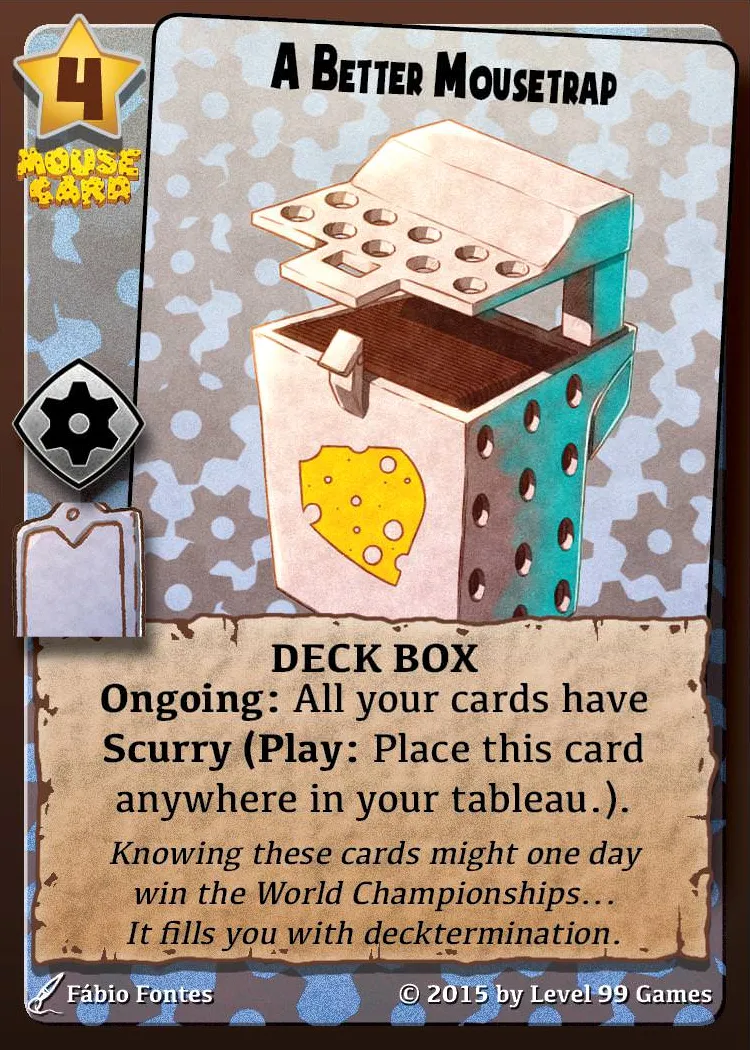 4
MOUSE
CARD
A BETTER MOUSETRAP
DECK BOX
Ongoing: All your cards have
Scurry (Play: Place this card
anywhere in your tableau.).
Knowing these cards might one day
win the World Championships...
It fills you with decktermination.
Fábio Fontes
© 2015 by Level 99 Games